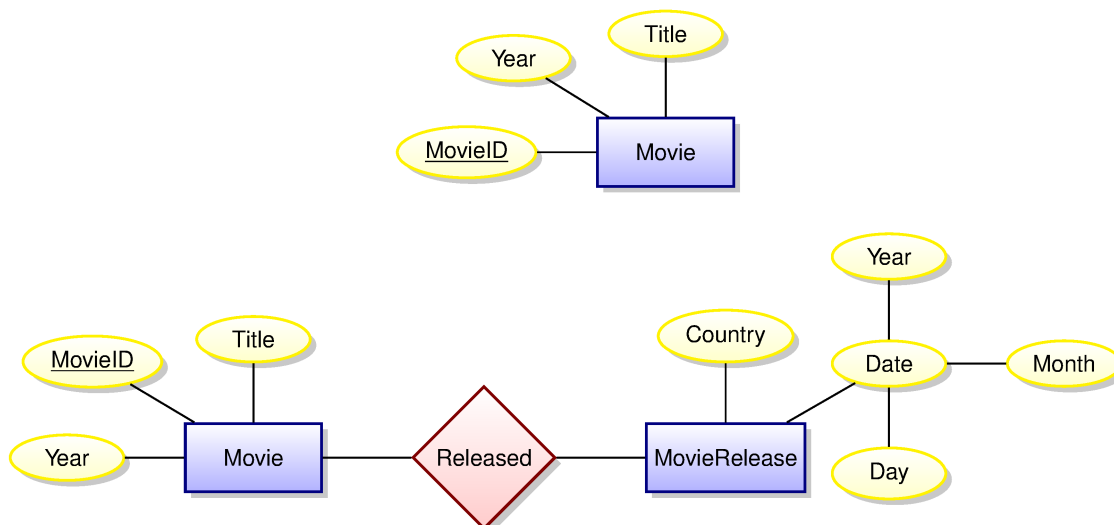 Title
Year
MovieID
Movie
Year
Title
Country
MovieID
Date
Month
Year
Movie
Released
MovieRelease
Day